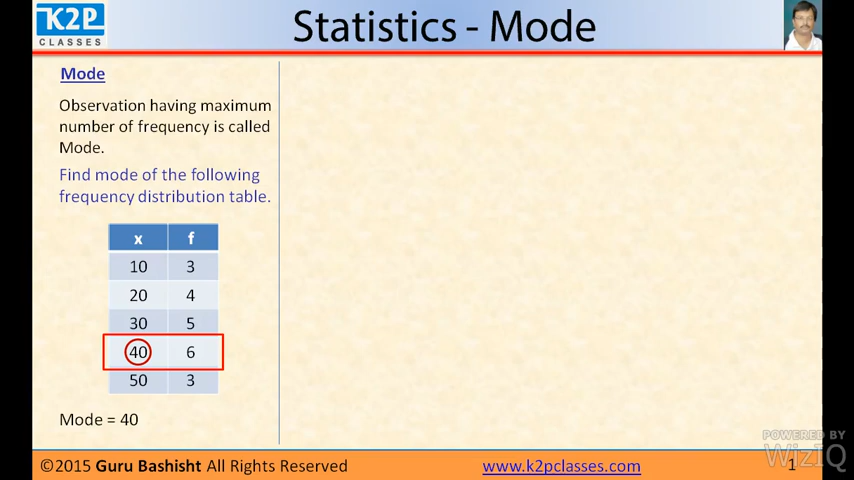 K2P
CLASSES
Statistics - Mode
Mode
Observation having maximum
number of frequency is called
Mode.
Find mode of the following
frequency distribution table.
x f
10 3
20 4
30 5
40 6
50 3
Mode = 40
POWERED BY
WizIQ
©2015 Guru Bashisht All Rights Reserved www.k2pclasses.com 1